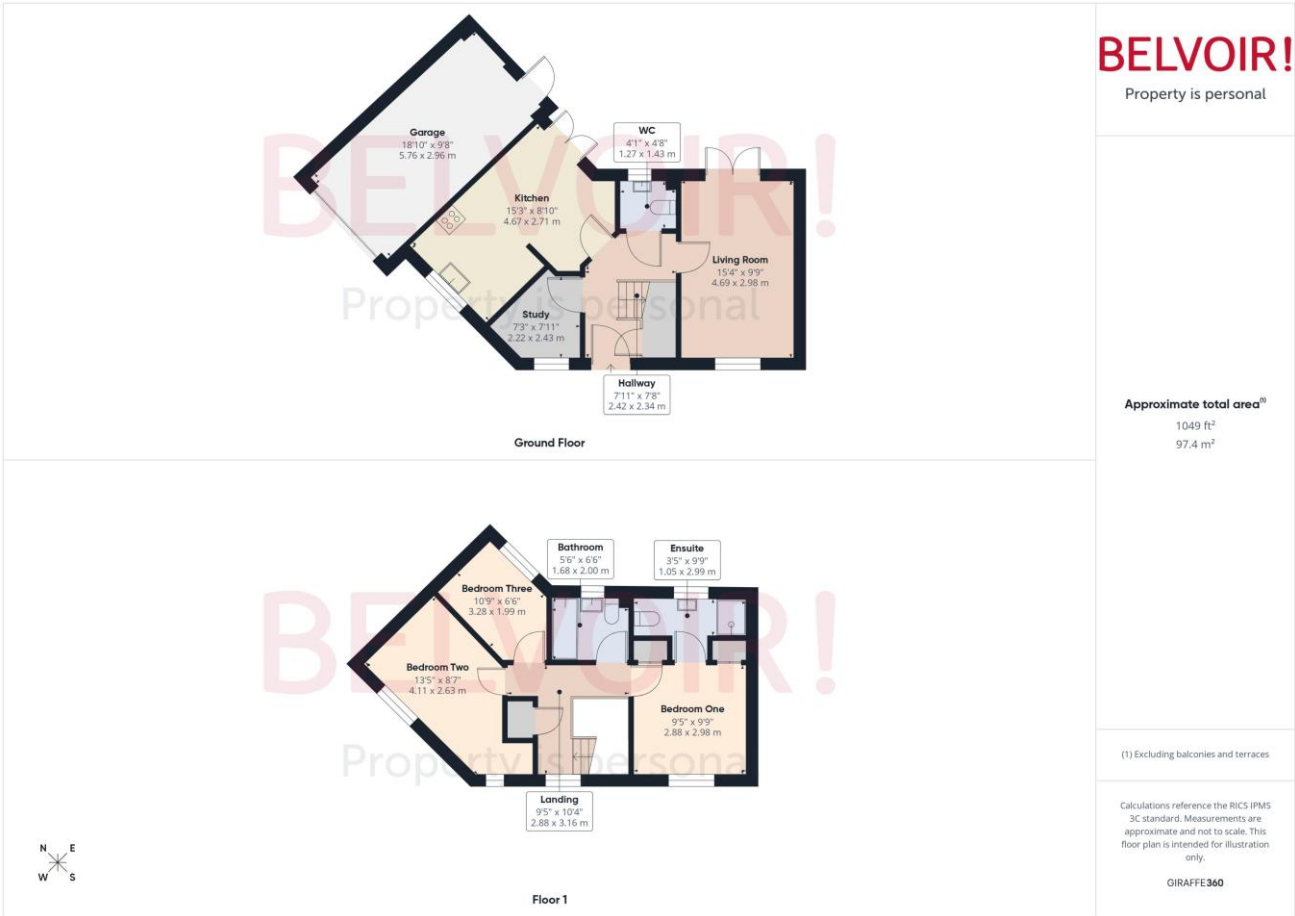 BELVOIR!
Property is personal
Garage
18'10" x 9'8"
5.76 x 2.96 m
WC
4'1" x 4'8"
1.27 x 1.43 m
Kitchen
15'3" x 8'10"
4.67 x 2.71 m
Living Room
15'4" x 9'9"
4.69 x 2.98 m
Study
7'3" x 7'11"
2.22 x 2.43 m
Hallway
7'11" x 7'8"
2.42 x 2.34 m
Ground Floor
BELVOIR!
Property is personal
Bathroom
5'6" x 6'6"
1.68 x 2.00 m
Ensuite
3'5" x 9'9"
1.05 x 2.99 m
Bedroom Three
10'9" x 6'6"
3.28 x 1.99 m
Bedroom Two
13'5" x 8'7"
4.11 x 2.63 m
Bedroom One
9'5" x 9'9"
2.88 x 2.98 m
Landing
9'5" x 10'4"
2.88 x 3.16 m
N E
W S
Floor 1
BELVOIR!
Property is personal
Approximate total area⁽¹⁾
1049 ft²
97.4 m²
(1) Excluding balconies and terraces
Calculations reference the RICS IPMS
3C standard. Measurements are
approximate and not to scale. This
floor plan is intended for illustration
only.
GIRAFFE360